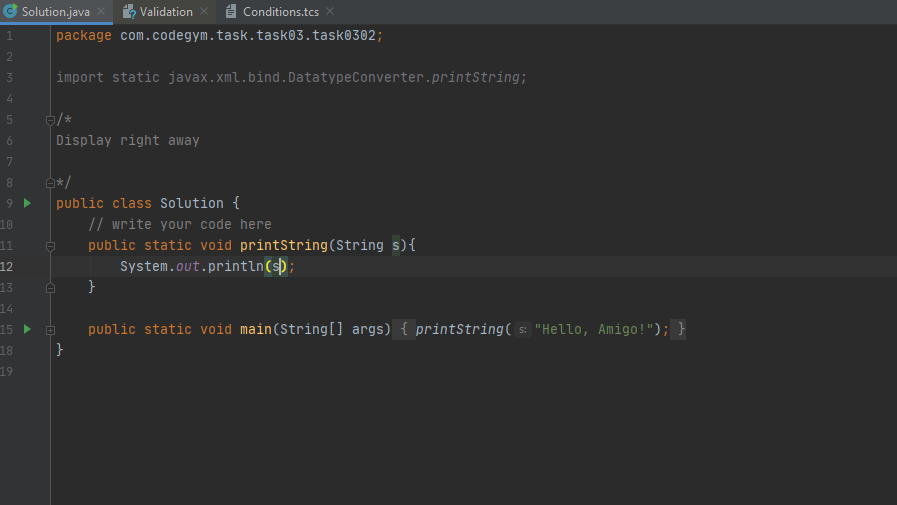 Solution.java × Validation × Conditions.tcs ×
1 package com.codegym.task.task03.task0302;
2
3 import static javax.xml.bind.DatatypeConverter.printString;
4
5 /*
6 Display right away
7
8 */
9 public class Solution {
10 // write your code here
11 public static void printString(String s){
12 System.out.println(s);
13 }
14
15 public static void main(String[] args) { printString( s: "Hello, Amigo!"); }
18 }
19